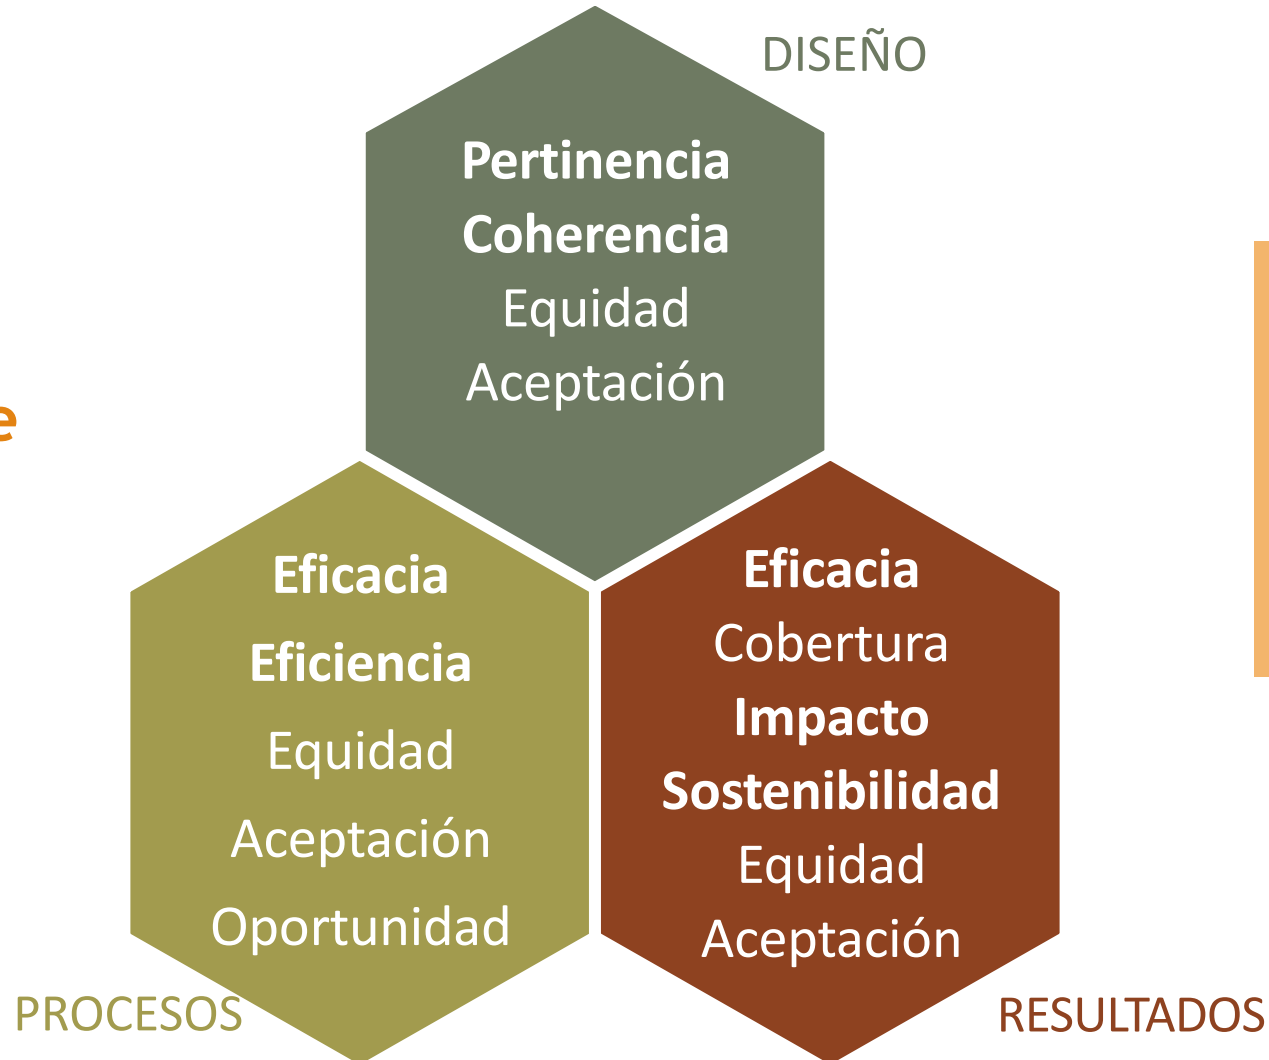 DISEÑO
Pertinencia
Coherencia
Equidad
Aceptación
e
Eficacia
Eficiencia
Equidad
Aceptación
Oportunidad
PROCESOS
Eficacia
Cobertura
Impacto
Sostenibilidad
Equidad
Aceptación
RESULTADOS